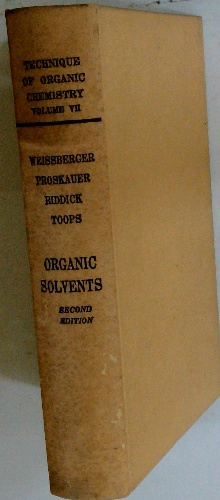 TECHNIQUE
OF ORGANIC
CHEMISTRY
VOLUME VII
WEISSBERGER
PROSKAUER
RIDDICK
TOOPS
ORGANIC
SOLVENTS
SECOND
EDITION